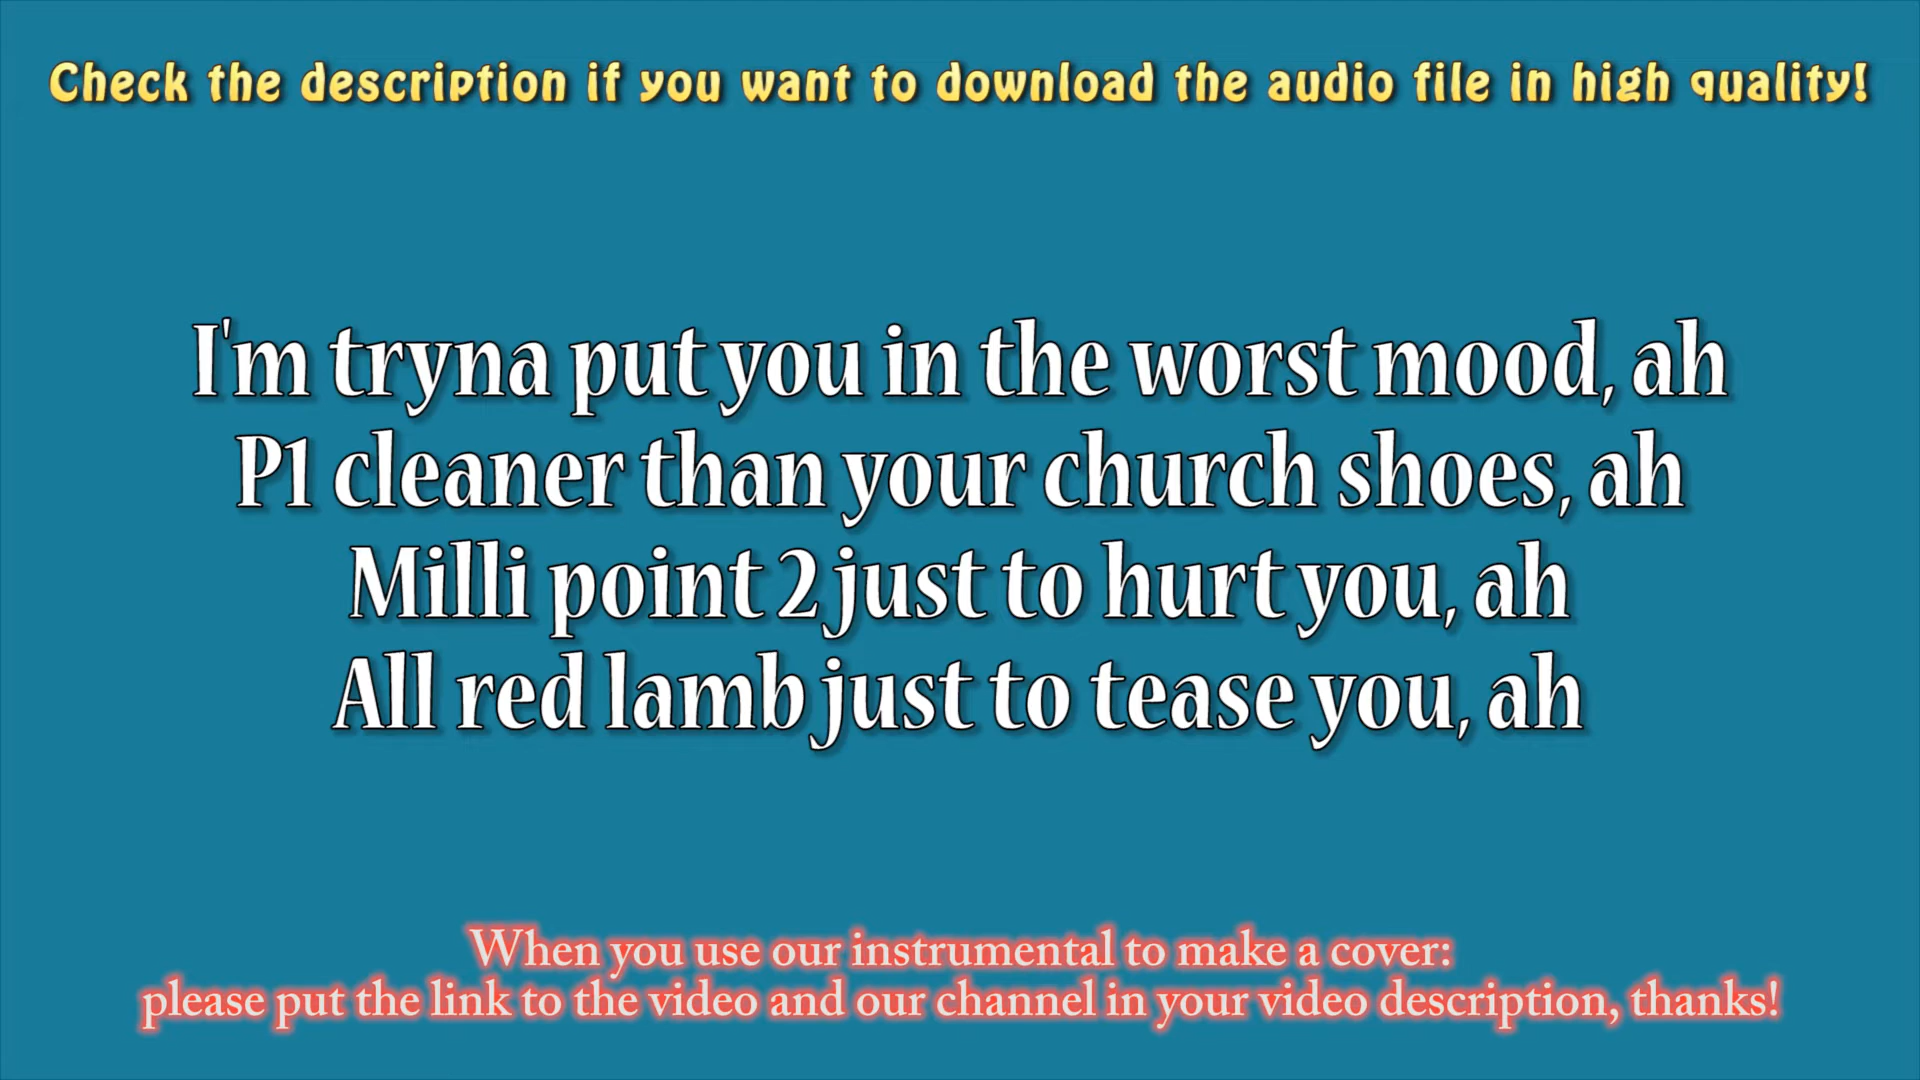 Check the description if you want to download the audio file in high quality!
I'm tryna put you in the worst mood, ah
P1 cleaner than your church shoes, ah
Milli point 2 just to hurt you, ah
All red lamb just to tease you, ah
When you use our instrumental to make a cover:
please put the link to the video and our channel in your video description, thanks!